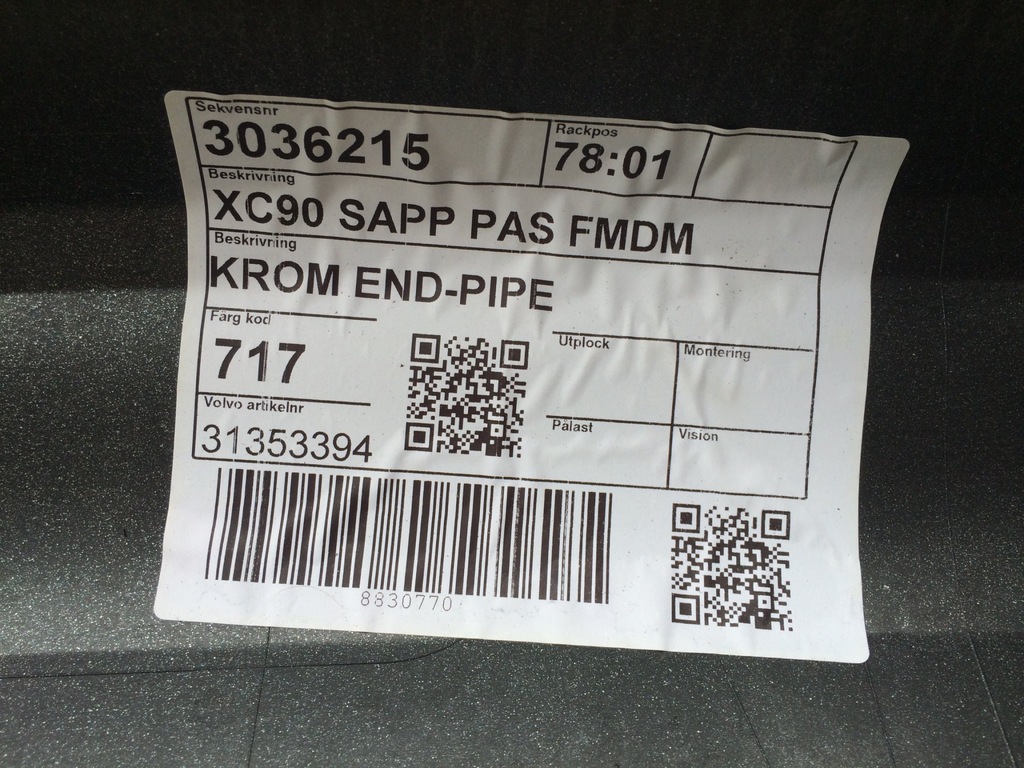 Sekvensnr
3036215
Rackpos
78:01
Beskrivning
XC90 SAPP PAS FMDM
Beskrivning
KROM END-PIPE
Färg kod
717
Utplock
Montering
Volvo artikelnr
31353394
Pålast
Vision
8830770